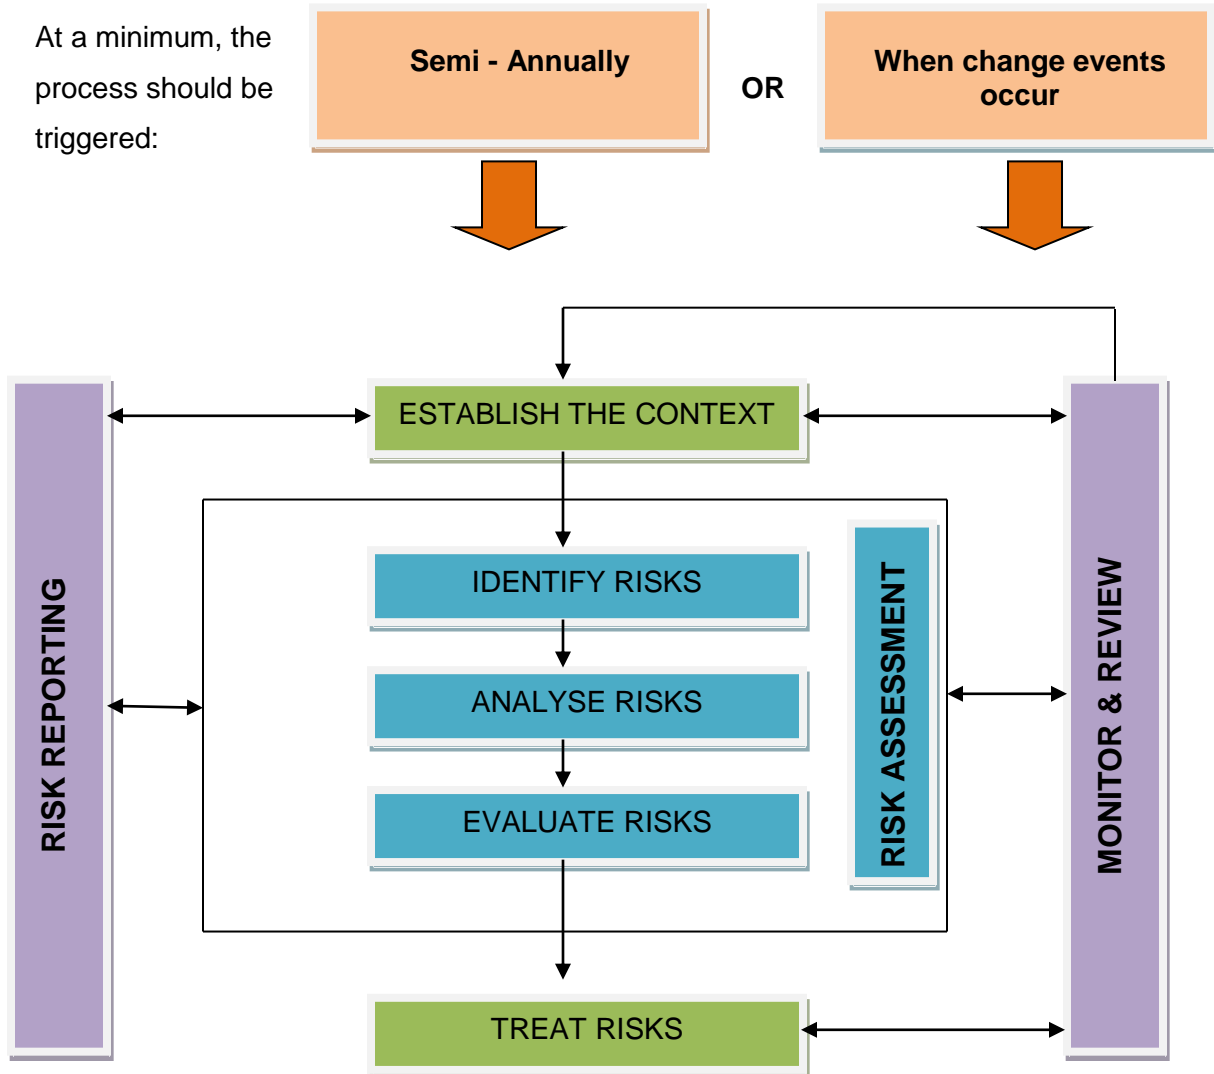 At a minimum, the
process should be
triggered:
Semi - Annually
OR
When change events
occur
ESTABLISH THE CONTEXT
RISK REPORTING
IDENTIFY RISKS
ANALYSE RISKS
EVALUATE RISKS
RISK ASSESSMENT
MONITOR & REVIEW
TREAT RISKS